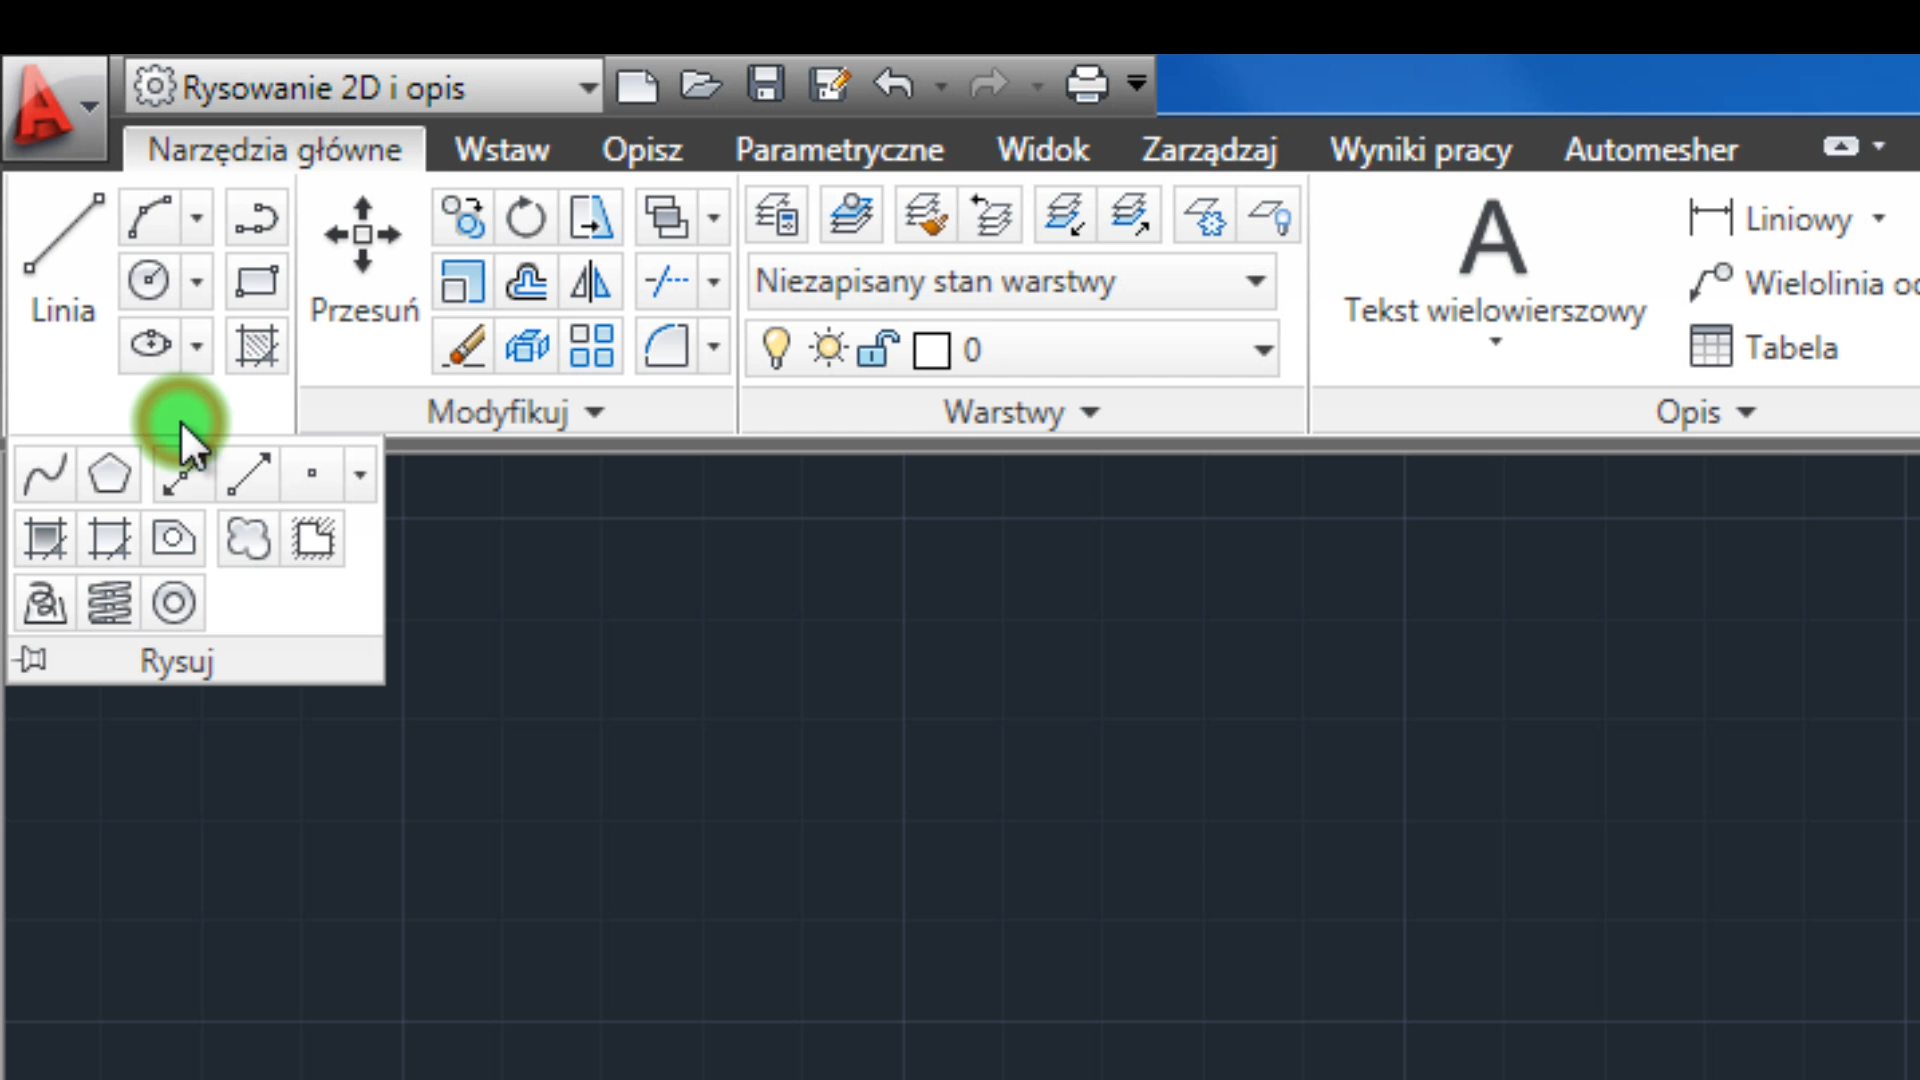 Rysowanie 2D i opis
Narzędzia główne Wstaw Opisz Parametryczne Widok Zarządzaj Wyniki pracy Automesher
Linia
Przesuń
Niezapisany stan warstwy
0
Tekst wielowierszowy
Liniowy
Wielolinia
Tabela
Modyfikuj Warstwy Opis
Rysuj